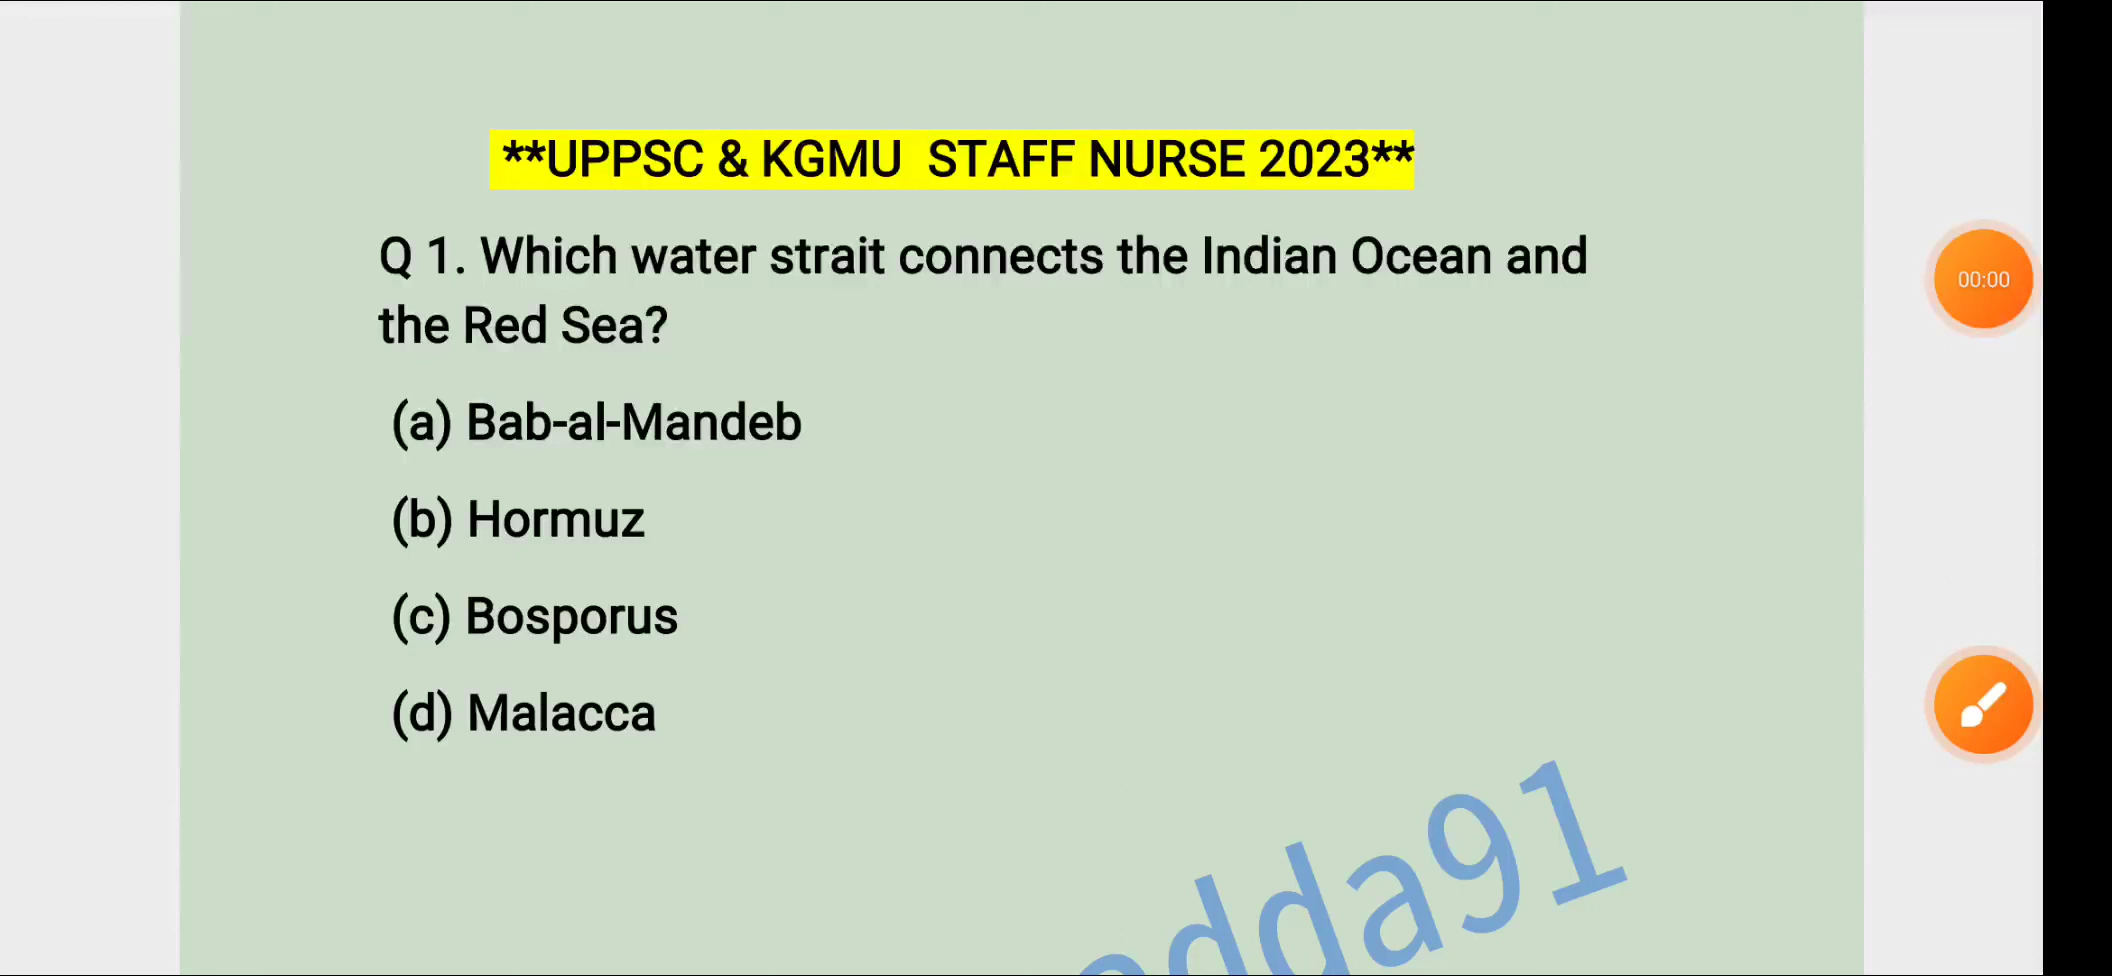 **UPPSC & KGMU  STAFF NURSE 2023**
Q 1. Which water strait connects the Indian Ocean and
the Red Sea?
(a) Bab-al-Mandeb
(b) Hormuz
(c) Bosporus
(d) Malacca
00:00